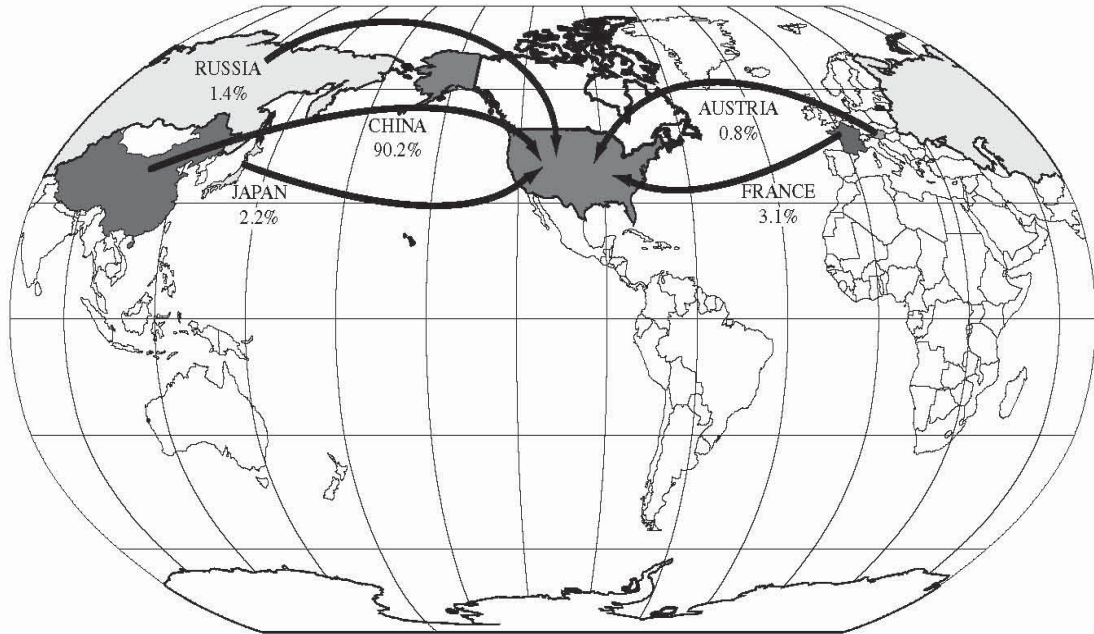 RUSSIA
1.4%
CHINA
90.2%
JAPAN
2.2%
AUSTRIA
0.8%
FRANCE
3.1%